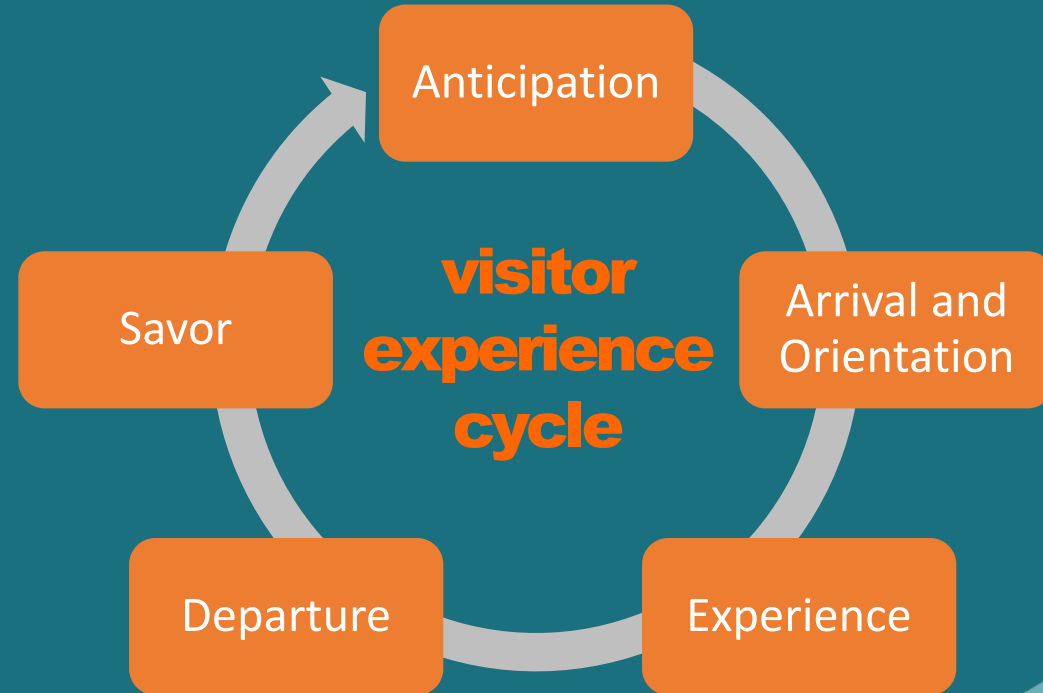 Anticipation
visitor
experience
cycle
Arrival and
Orientation
Savor
Experience
Departure